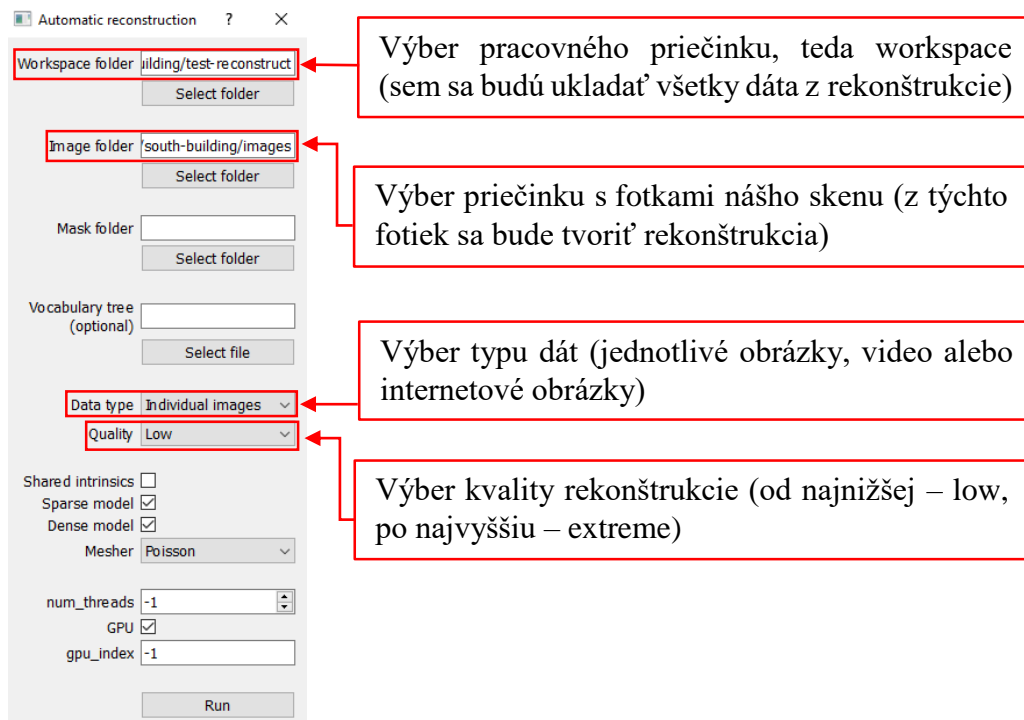 Automatic reconstruction ? ×
Workspace folder uilding/test-reconstruct
Select folder
Image folder /south-building/images
Select folder
Mask folder
Select folder
Vocabulary tree
(optional)
Select file
Data type Individual images
Quality Low
Shared intrinsics
Sparse model
Dense model
Mesher Poisson
num_threads -1
GPU
gpu_index -1
Run
Výber pracovného priečinku, teda workspace
(sem sa budú ukladať všetky dáta z rekonštrukcie)
Výber priečinku s fotkami nášho skenu (z týchto
fotiek sa bude tvoriť rekonštrukcia)
Výber typu dát (jednotlivé obrázky, video alebo
internetové obrázky)
Výber kvality rekonštrukcie (od najnižšej – low,
po najvyššiu – extreme)